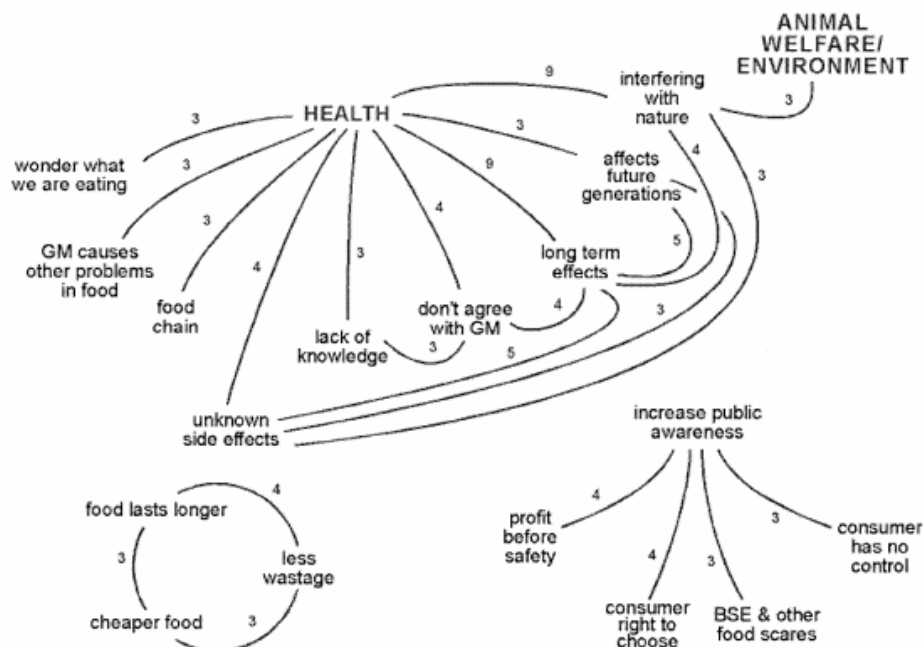 ANIMAL
WELFARE/
ENVIRONMENT
9
interfering
with
nature
3
HEALTH
3
3
wonder what
we are eating
3
4
affects
future
generations
9
3
GM causes
other problems
in food
3
4
4
3
5
long term
effects
food
chain
don't agree
with GM
4
3
lack of
knowledge
3
5
unknown
side effects
increase public
awareness
food lasts longer
4
4
profit
before
safety
3
consumer
has no
control
3
less
wastage
4
3
cheaper food
3
consumer
right to
choose
BSE & other
food scares